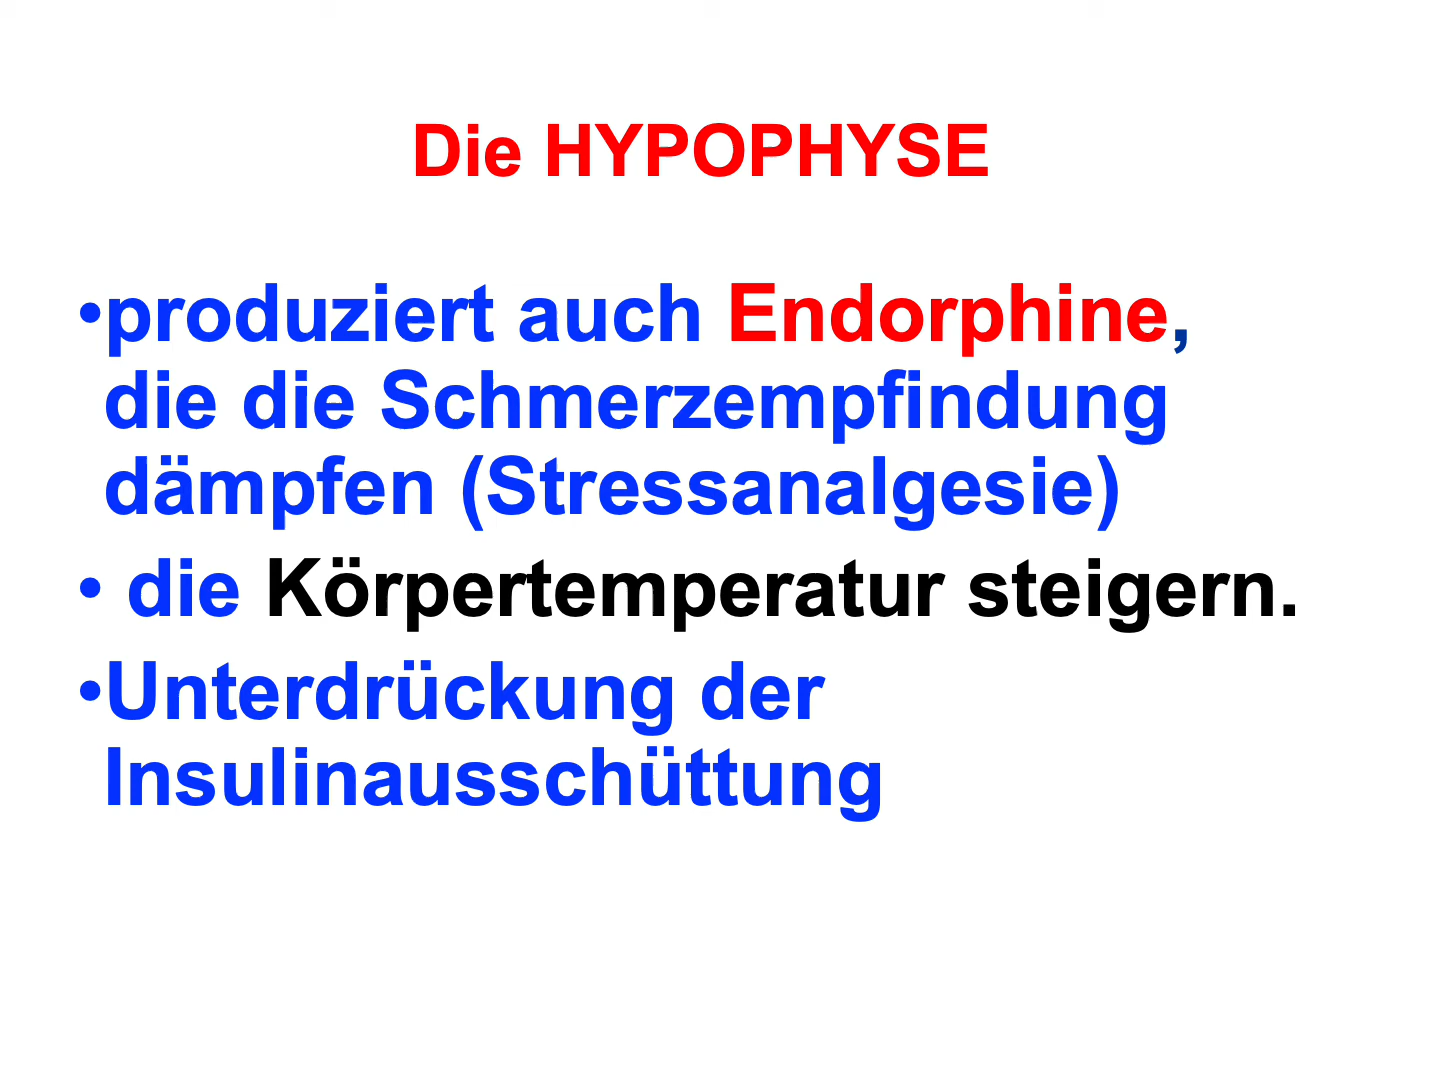 Die HYPOPHYSE
•produziert auch Endorphine,
die die Schmerzempfindung
dämpfen (Stressanalgesie)
• die Körpertemperatur steigern.
•Unterdrückung der
Insulinausschüttung